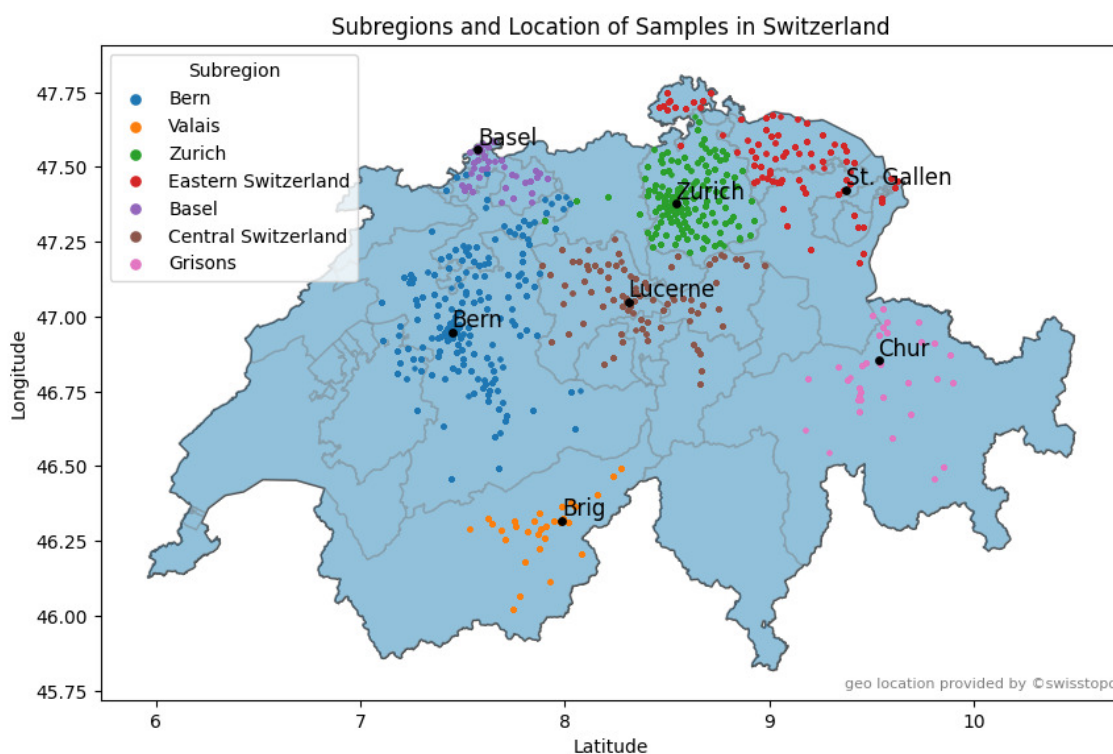 Subregions and Location of Samples in Switzerland
Subregion
Bern
Valais
Zurich
Eastern Switzerland
Basel
Central Switzerland
Grisons
Basel
Zurich
St. Gallen
Lucerne
Bern
Chur
Brig
47.75
47.50
47.25
47.00
46.75
46.50
46.25
46.00
45.75
Longitude
geo location provided by ©swisstopo
6 7 8 9 10
Latitude